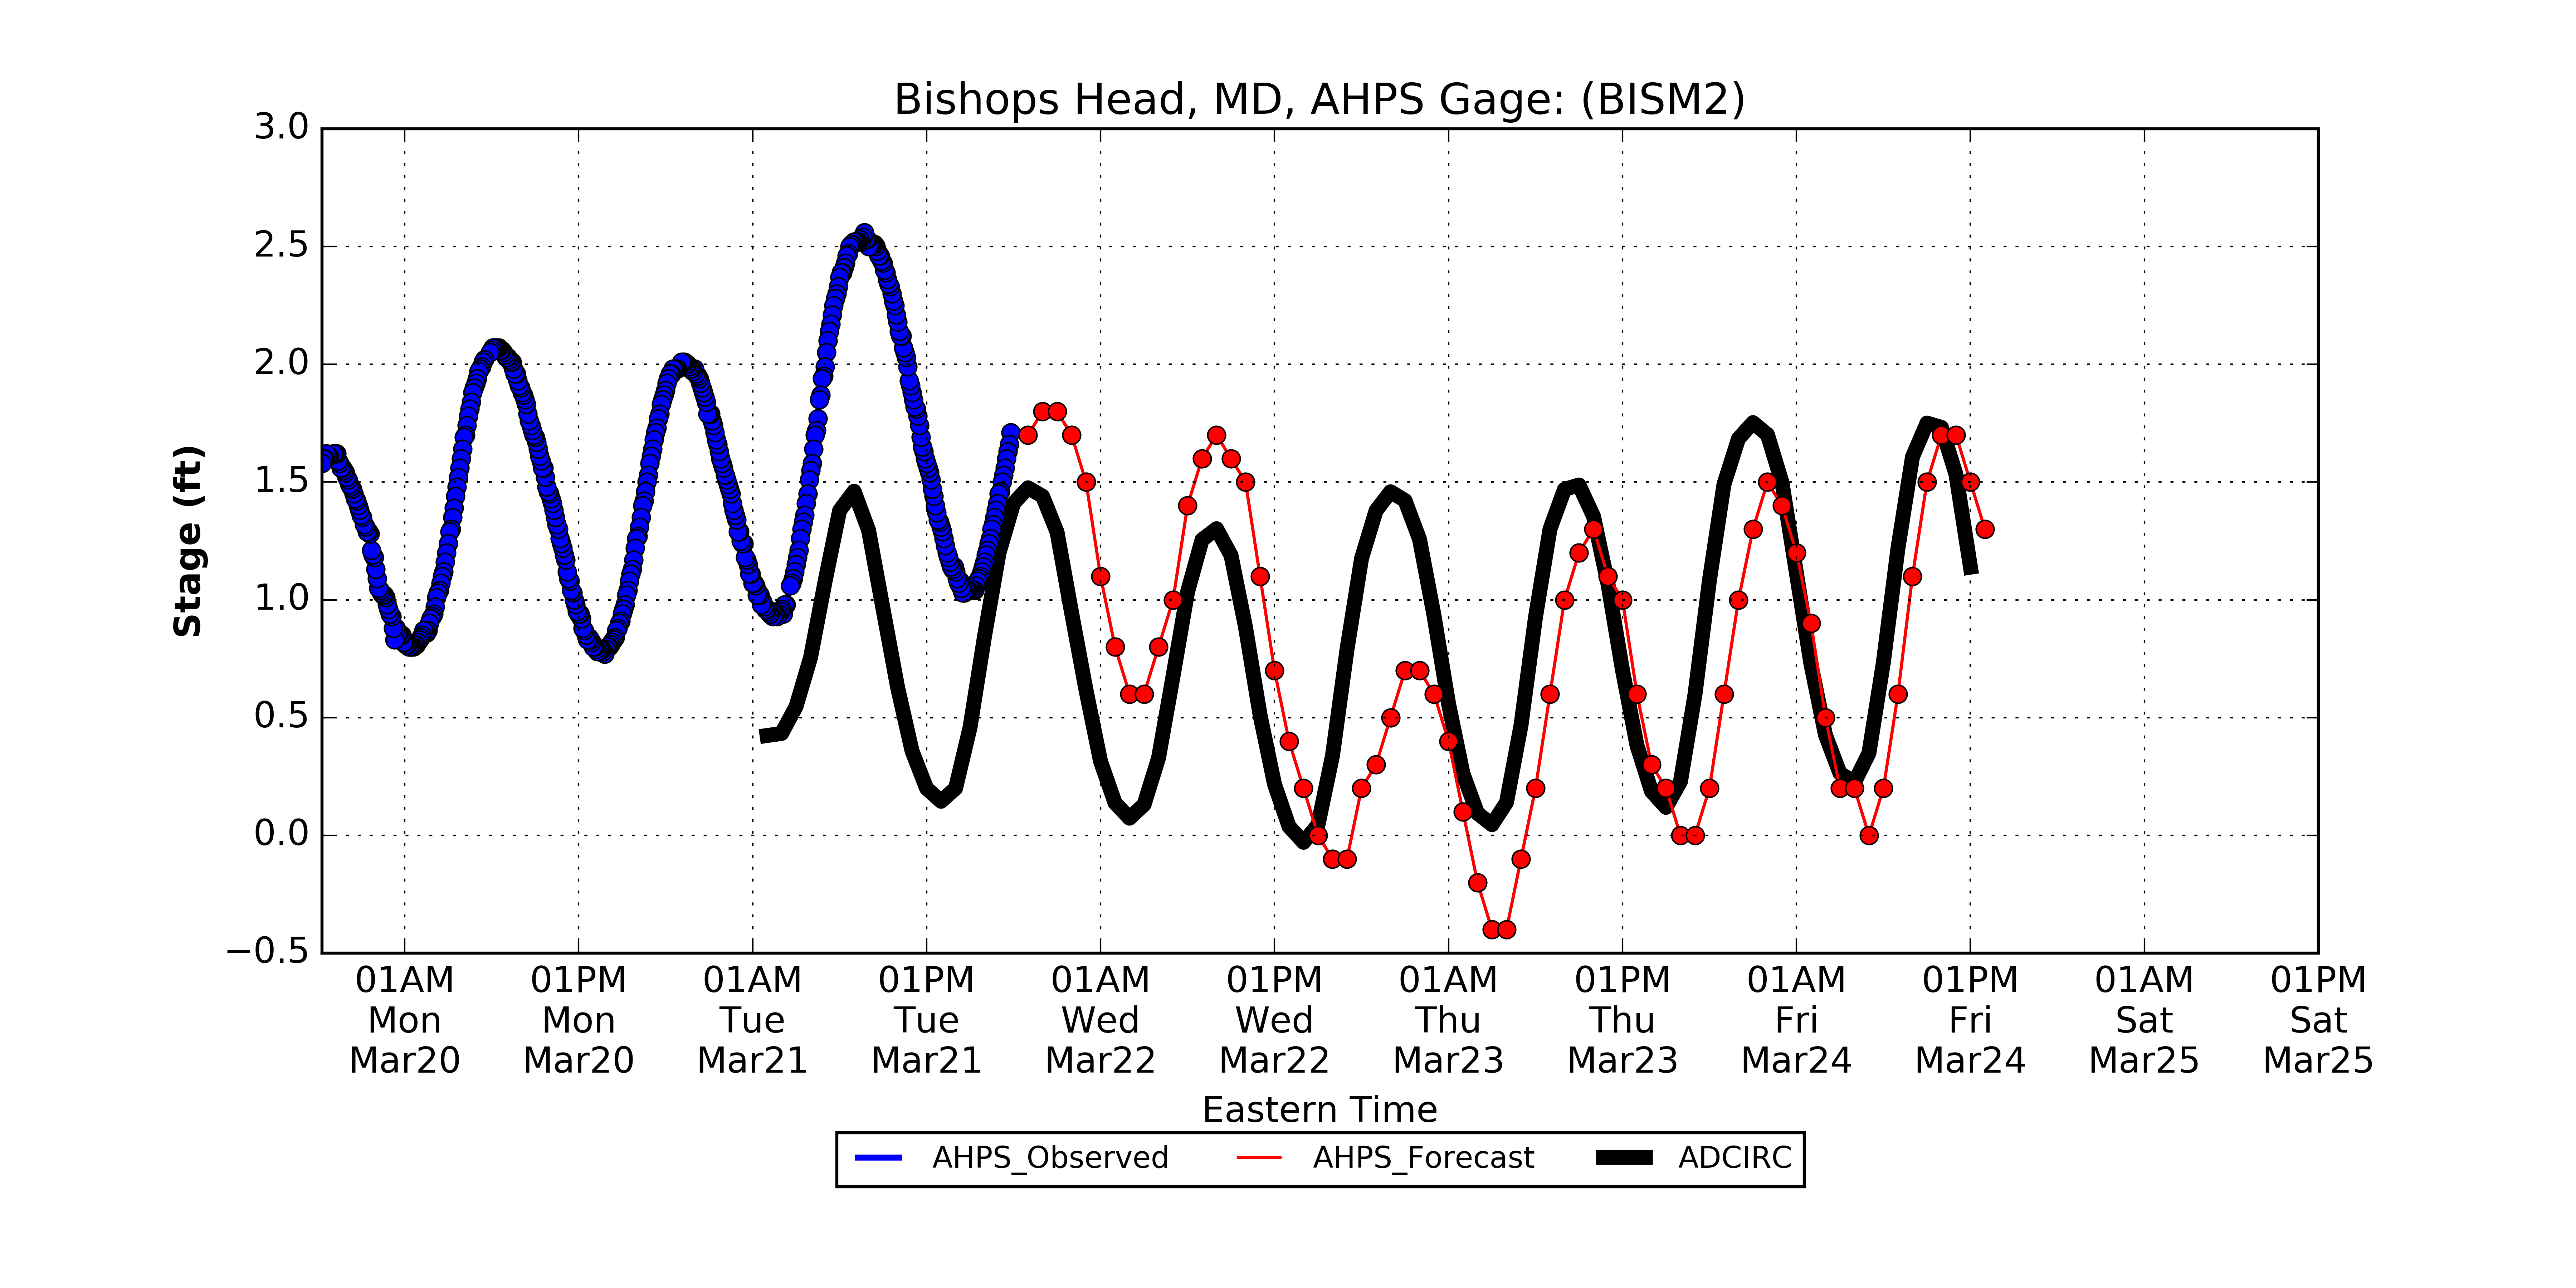 Bishops Head, MD, AHPS Gage: (BISM2)
3.0
2.5
2.0
1.5
1.0
0.5
0.0
−0.5
Stage (ft)
01AM 01PM 01AM 01PM 01AM 01PM 01AM 01PM 01AM 01PM 01AM 01PM
Mon Mon Tue Tue Wed Wed Thu Thu Fri Fri Sat Sat
Mar20 Mar20 Mar21 Mar21 Mar22 Mar22 Mar23 Mar23 Mar24 Mar24 Mar25 Mar25
Eastern Time
AHPS_Observed AHPS_Forecast ADCIRC